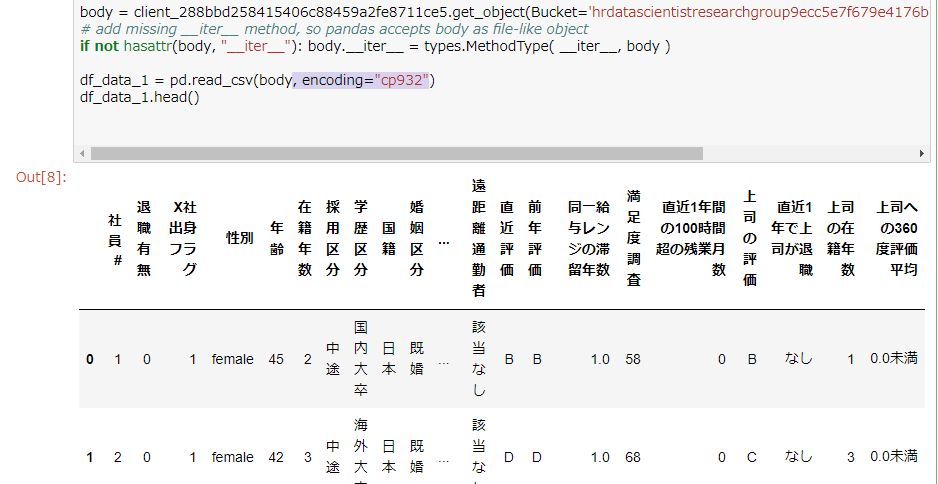 body = client_288bbd258415406c88459a2fe8711ce5.get_object(Bucket='hrdatascientistresearchgroup9ecc5e7f679e4176b
# add missing __iter__ method, so pandas accepts body as file-like object
if not hasattr(body, "__iter__"): body.__iter__ = types.MethodType( __iter__, body )
df_data_1 = pd.read_csv(body, encoding="cp932")
df_data_1.head()
Out[8]:
社員# 退職有無 X社出身フラグ 性別 年齢 在籍年数 採用区分 学歴区分 国籍 婚姻区分 ... 遠距離通勤者 直近評価 前年評価 同一給与レンジの滞留年数 満足度調査 直近1年間の100時間超の残業月数 上司の評価 直近1年で上司が退職 上司の在籍年数 上司への360度評価平均
0 1 0 1 female 45 2 中途 国内大卒 日本 既婚 ... 該当なし B B 1.0 58 0 B なし 1 0.0未満
1 2 0 1 female 42 3 中途 海外大 日本 既婚 ... 該当な D D 1.0 68 0 C なし 3 0.0未満